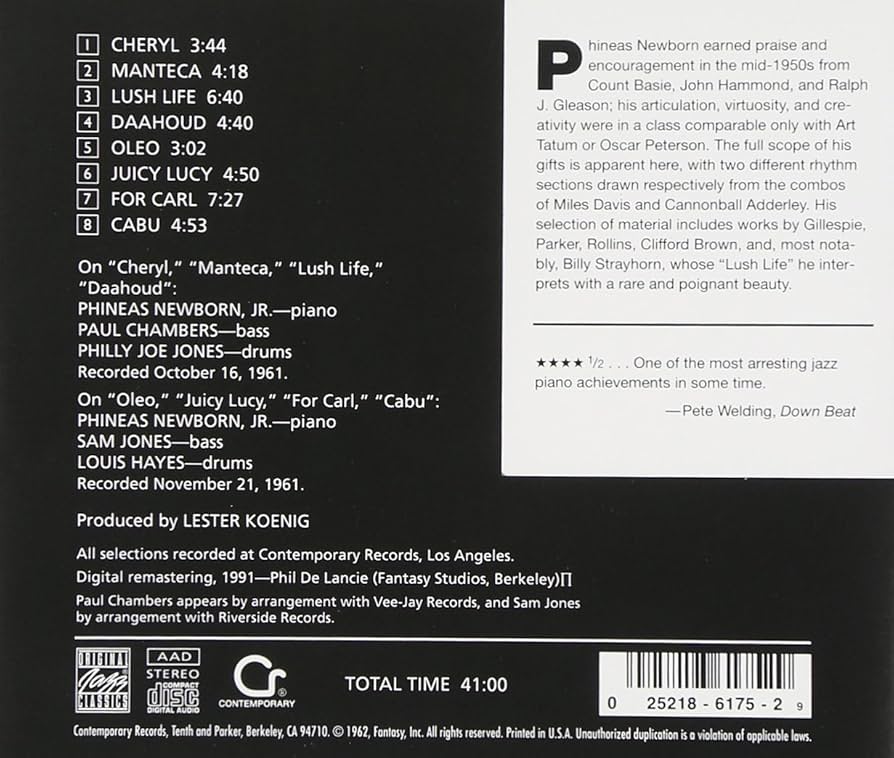 1 CHERYL 3:44
2 MANTECA 4:18
3 LUSH LIFE 6:40
4 DAAHOUD 4:40
5 OLEO 3:02
6 JUICY LUCY 4:50
7 FOR CARL 7:27
8 CABU 4:53
On “Cheryl,” “Manteca,” “Lush Life,”
“Daahoud”:
PHINEAS NEWBORN, JR.—piano
PAUL CHAMBERS—bass
PHILLY JOE JONES—drums
Recorded October 16, 1961.
On “Oleo,” “Juicy Lucy,” “For Carl,” “Cabu”:
PHINEAS NEWBORN, JR.—piano
SAM JONES—bass
LOUIS HAYES—drums
Recorded November 21, 1961.
Produced by LESTER KOENIG
All selections recorded at Contemporary Records, Los Angeles.
Digital remastering, 1991—Phil De Lancie (Fantasy Studios, Berkeley)∏
Paul Chambers appears by arrangement with Vee-Jay Records, and Sam Jones
by arrangement with Riverside Records.
Phineas Newborn earned praise and
encouragement in the mid-1950s from
Count Basie, John Hammond, and Ralph
J. Gleason; his articulation, virtuosity, and cre-
ativity were in a class comparable only with Art
Tatum or Oscar Peterson. The full scope of his
gifts is apparent here, with two different rhythm
sections drawn respectively from the combos
of Miles Davis and Cannonball Adderley. His
selection of material includes works by Gillespie,
Parker, Rollins, Clifford Brown, and, most nota-
bly, Billy Strayhorn, whose “Lush Life” he inter-
prets with a rare and poignant beauty.
★★★★ 1/2 . . . One of the most arresting jazz
piano achievements in some time.
—Pete Welding, Down Beat
ORIGINAL
Jazz
CLASSICS
AAD
STEREO
COMPACT
disc
DIGITAL AUDIO
Cr®
CONTEMPORARY
TOTAL TIME 41:00
0 25218-6175-2 9
Contemporary Records, Tenth and Parker, Berkeley, CA 94710. © 1962, Fantasy, Inc. All rights reserved. Printed in U.S.A. Unauthorized duplication is a violation of applicable laws.